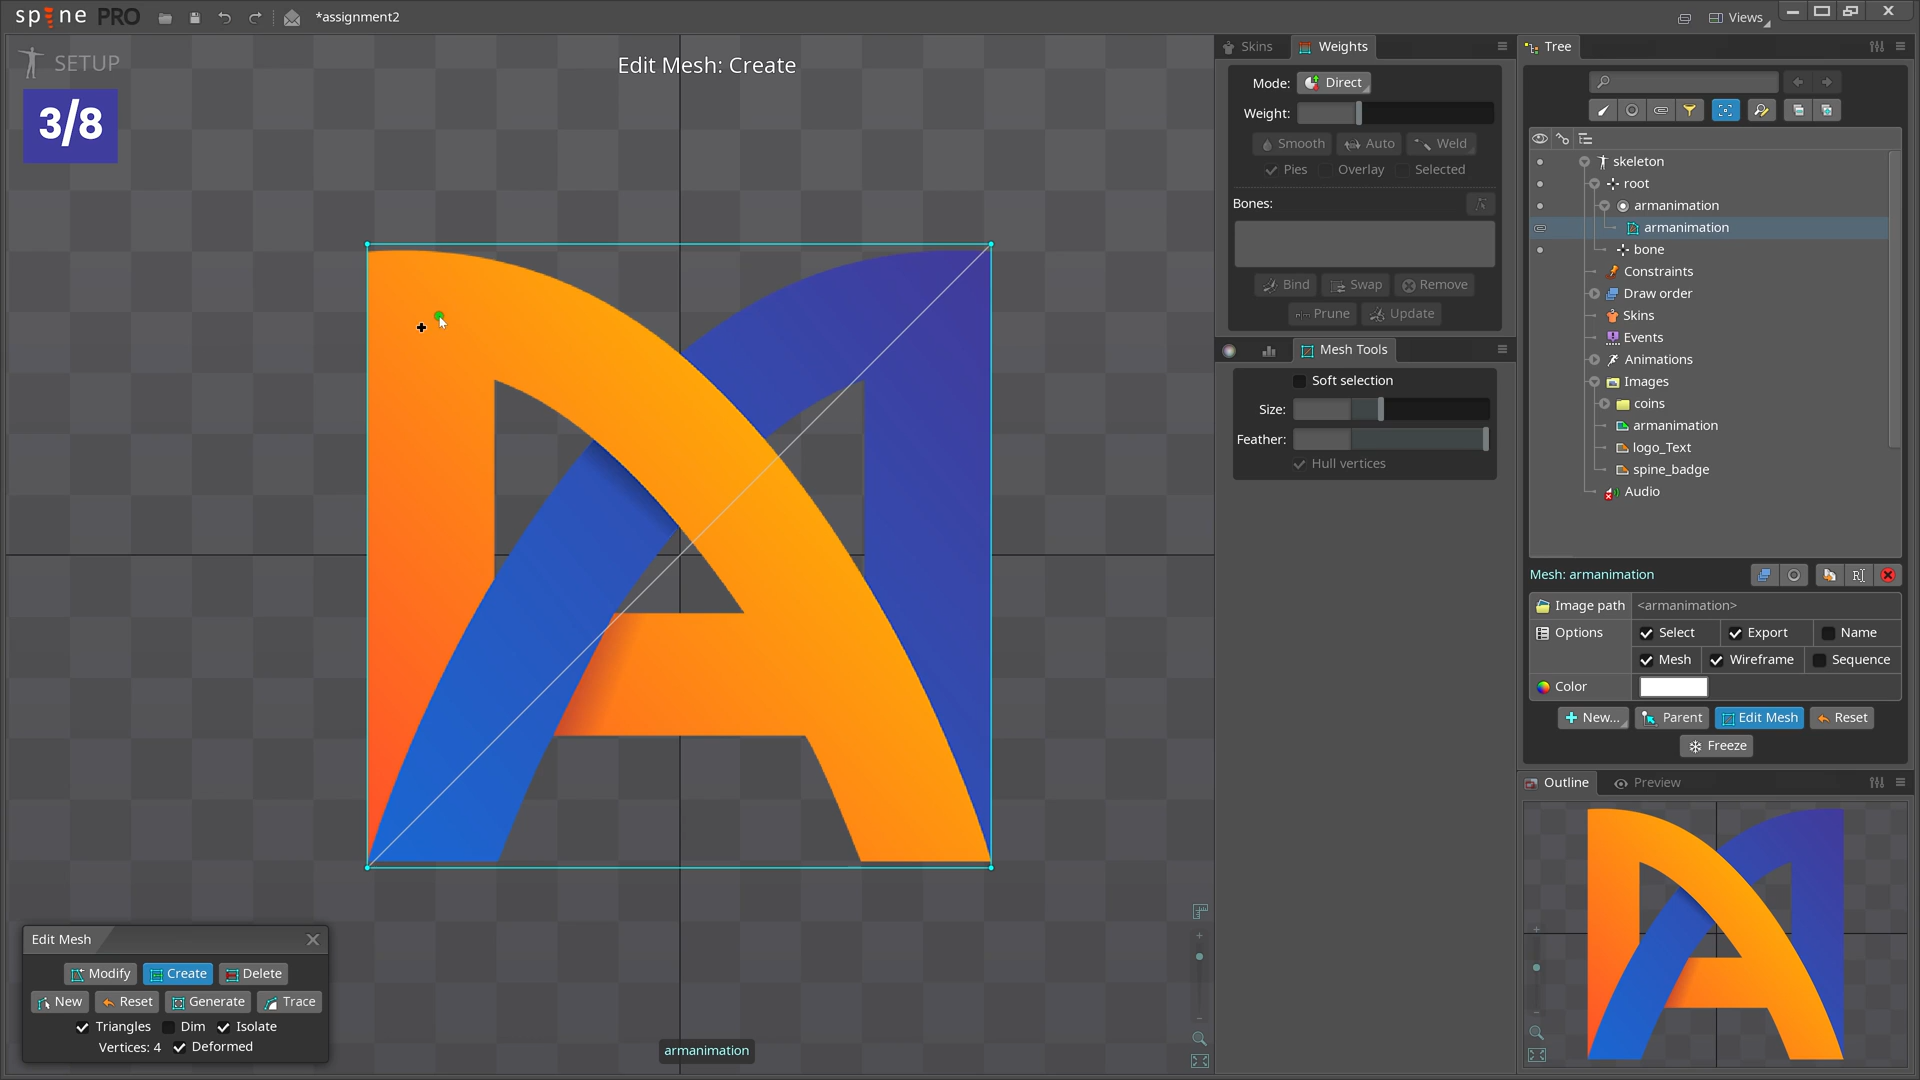 spine PRO
*assignment2
Views
SETUP
3/8
Edit Mesh: Create
Skins
Weights
Mode:
Direct
Weight:
Smooth
Auto
Weld
Pies
Overlay
Selected
Bones:
Bind
Swap
Remove
Prune
Update
Mesh Tools
Soft selection
Size:
Feather:
Hull vertices
Tree
skeleton
root
armanimation
armanimation
bone
Constraints
Draw order
Skins
Events
Animations
Images
coins
armanimation
logo_Text
spine_badge
Audio
Mesh: armanimation
Image path
<armanimation>
Options
Select
Export
Name
Mesh
Wireframe
Sequence
Color
New...
Parent
Edit Mesh
Reset
Freeze
Outline
Preview
Edit Mesh
Modify
Create
Delete
New
Reset
Generate
Trace
Triangles
Dim
Isolate
Vertices: 4
Deformed
armanimation